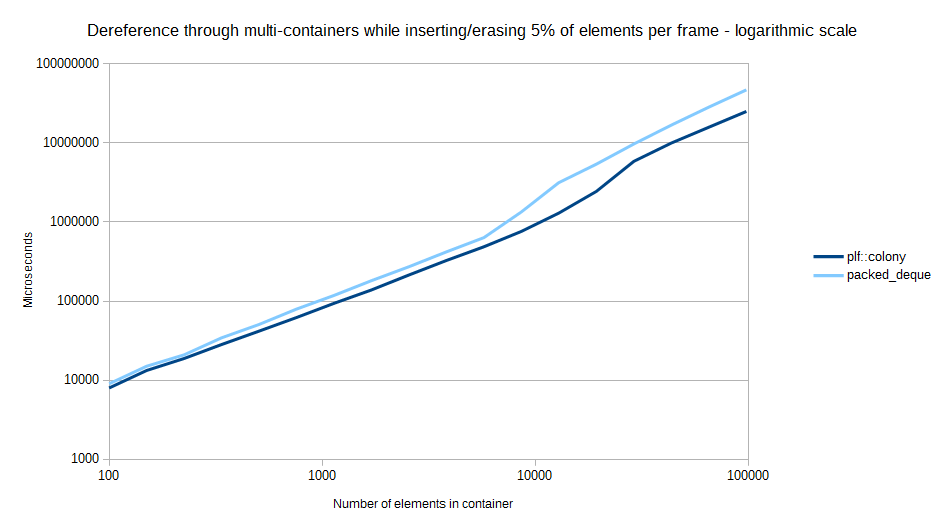 Dereference through multi-containers while inserting/erasing 5% of elements per frame - logarithmic scale
100000000
10000000
1000000
100000
10000
1000
Microseconds
100
1000
10000
100000
Number of elements in container
plf::colony
packed_deque